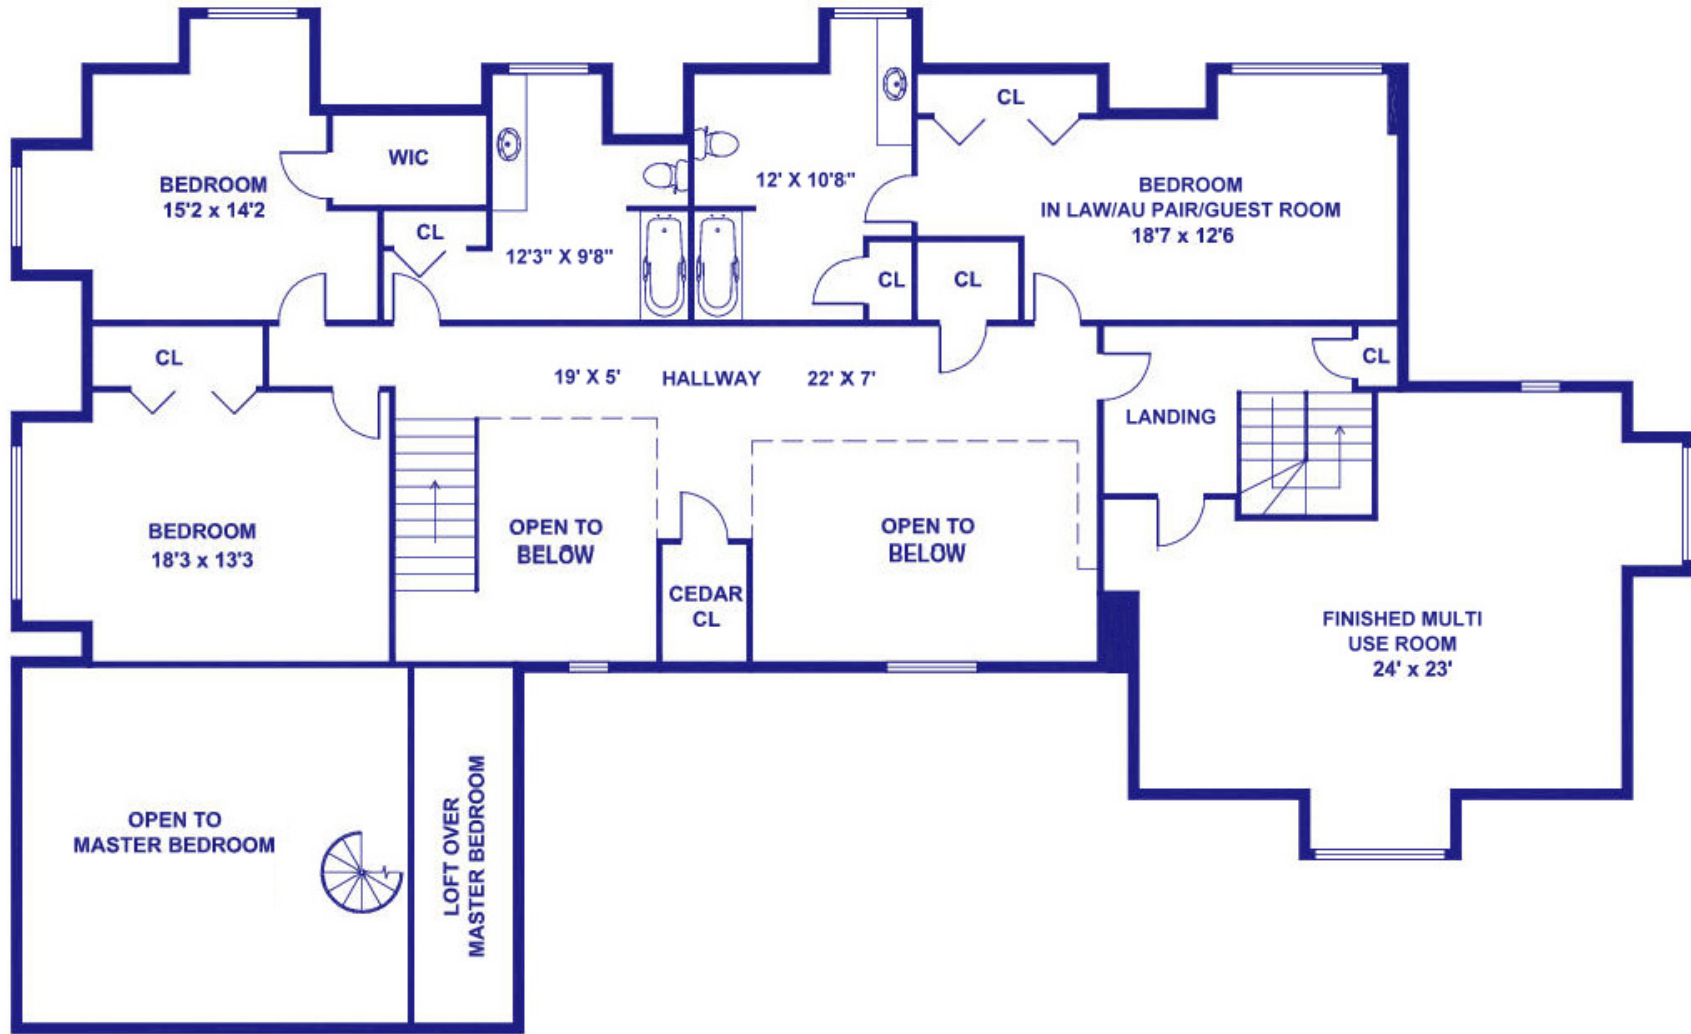 CL
WIC
BEDROOM
15'2 x 14'2
12' X 10'8"
BEDROOM
IN LAW/AU PAIR/GUEST ROOM
18'7 x 12'6
CL
12'3" X 9'8"
CL
CL
CL
19' X 5'
HALLWAY
22' X 7'
CL
LANDING
BEDROOM
18'3 x 13'3
OPEN TO
BELOW
OPEN TO
BELOW
CEDAR
CL
FINISHED MULTI
USE ROOM
24' x 23'
OPEN TO
MASTER BEDROOM
LOFT OVER
MASTER BEDROOM